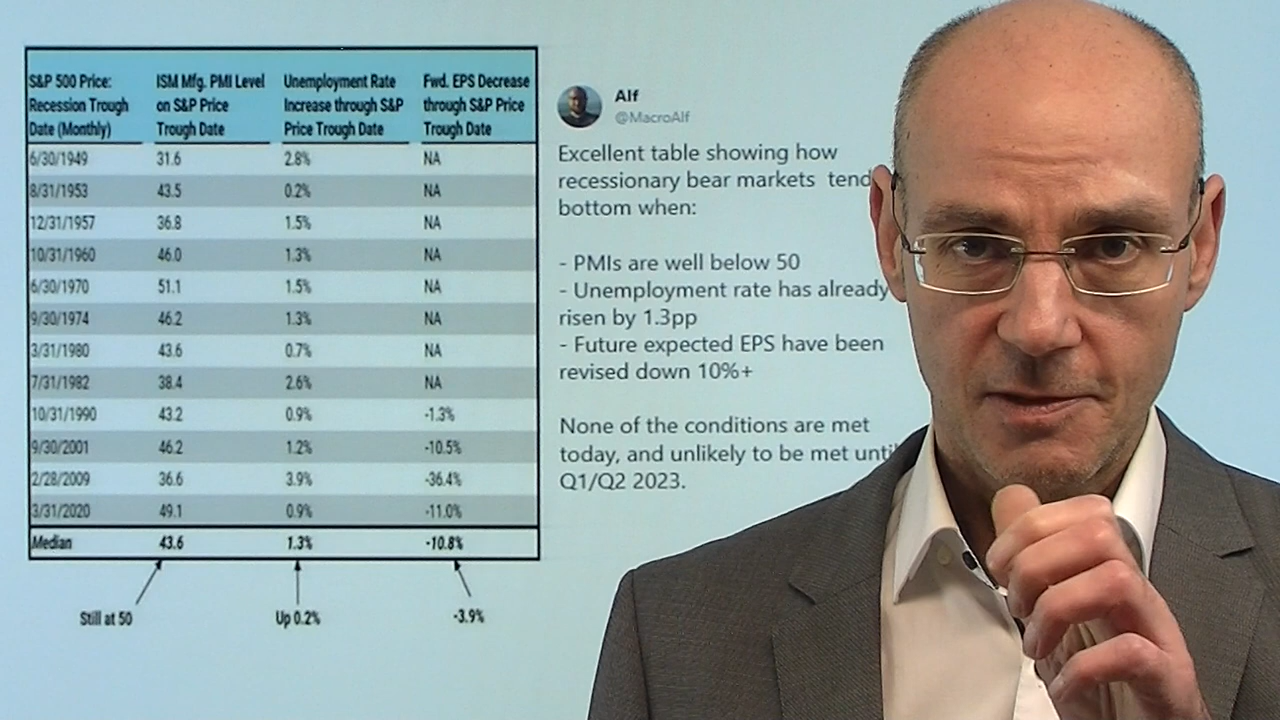 S&P 500 Price: Recession Trough Date (Monthly) ISM Mfg. PMI Level on S&P Price Trough Date Unemployment Rate Increase through S&P Price Trough Date Fwd. EPS Decrease through S&P Price Trough Date
6/30/1949 31.6 2.8% NA
8/31/1953 43.5 0.2% NA
12/31/1957 36.8 1.5% NA
10/31/1960 46.0 1.3% NA
6/30/1970 51.1 1.5% NA
9/30/1974 46.2 1.3% NA
3/31/1980 43.6 0.7% NA
7/31/1982 38.4 2.6% NA
10/31/1990 43.2 0.9% -1.3%
9/30/2001 46.2 1.2% -10.5%
2/28/2009 36.6 3.9% -36.4%
3/31/2020 49.1 0.9% -11.0%
Median 43.6 1.3% -10.8%
Still at 50 Up 0.2% -3.9%
Alf
@MacroAlf
Excellent table showing how
recessionary bear markets tend
bottom when:
- PMIs are well below 50
- Unemployment rate has already
risen by 1.3pp
- Future expected EPS have been
revised down 10%+
None of the conditions are met
today, and unlikely to be met until
Q1/Q2 2023.